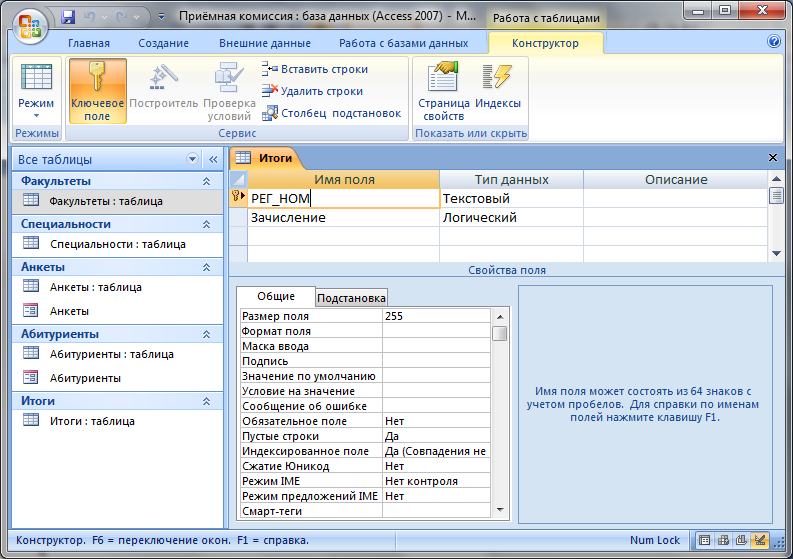 Приёмная комиссия : база данных (Access 2007) - M...
Работа с таблицами
Главная
Создание
Внешние данные
Работа с базами данных
Конструктор
Режим
Режимы
Ключевое поле
Построитель
Проверка условий
Вставить строки
Удалить строки
Столбец подстановок
Сервис
Страница свойств
Индексы
Показать или скрыть
Все таблицы
Факультеты
Факультеты : таблица
Специальности
Специальности : таблица
Анкеты
Анкеты : таблица
Анкеты
Абитуриенты
Абитуриенты : таблица
Абитуриенты
Итоги
Итоги : таблица
Итоги
Имя поля Тип данных Описание
РЕГ_НОМ Текстовый
Зачисление Логический
Свойства поля
Общие Подстановка
Размер поля 255
Формат поля
Маска ввода
Подпись
Значение по умолчанию
Условие на значение
Сообщение об ошибке
Обязательное поле Нет
Пустые строки Да
Индексированное поле Да (Совпадения не
Сжатие Юникод Нет
Режим IME Нет контроля
Режим предложений IME Нет
Смарт-теги
Имя поля может состоять из 64 знаков с
учетом пробелов. Для справки по именам
полей нажмите клавишу F1.
Конструктор. F6 = переключение окон. F1 = справка.
Num Lock